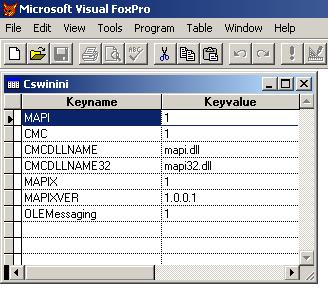 Microsoft Visual FoxPro
File Edit View Tools Program Table Window Help
Cswinini
Keyname Keyvalue
MAPI 1
CMC 1
CMCDLLNAME mapi.dll
CMCDLLNAME32 mapi32.dll
MAPIX 1
MAPIXVER 1.0.0.1
OLEMessaging 1